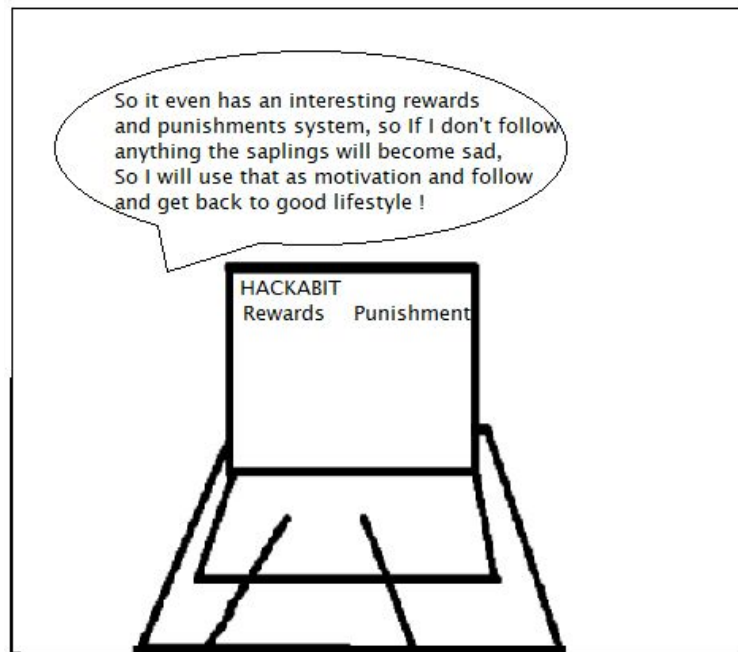 So it even has an interesting rewards
and punishments system, so If I don't follow
anything the saplings will become sad,
So I will use that as motivation and follow
and get back to good lifestyle !
HACKABIT
Rewards Punishment